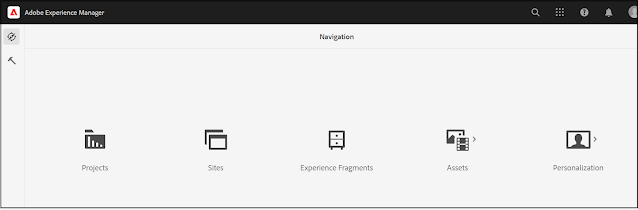 Adobe Experience Manager
Navigation
Projects
Sites
Experience Fragments
Assets
Personalization